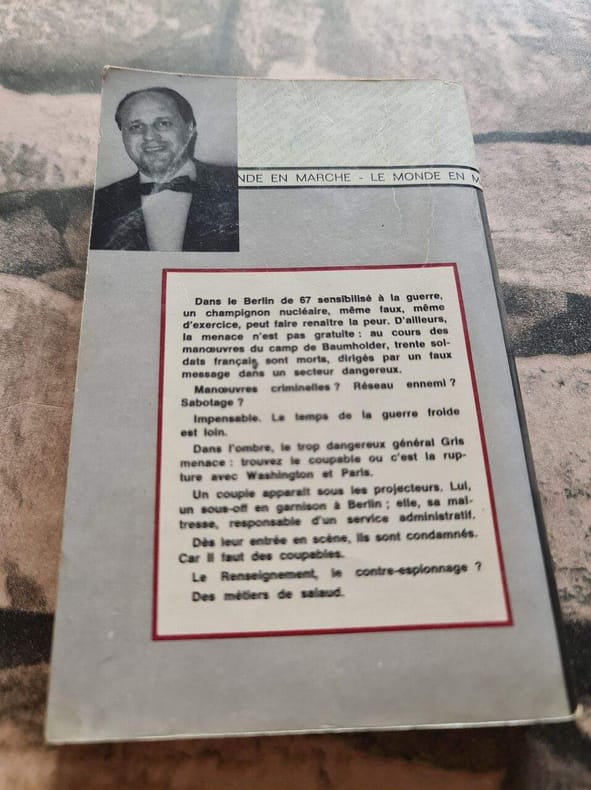 NDE EN MARCHE - LE MONDE EN M
Dans le Berlin de 67 sensibilisé à la guerre,
un champignon nucléaire, même faux, même
d'exercice, peut faire renaître la peur. D'ailleurs,
la menace n'est pas gratuite : au cours des
manœuvres du camp de Baumholder, trente sol-
dats français sont morts, dirigés par un faux
message dans un secteur dangereux.
Manœuvres criminelles ? Réseau ennemi ?
Sabotage ?
Impensable. Le temps de la guerre froide
est loin.
Dans l'ombre, le trop dangereux général Gris
menace : trouvez le coupable ou c'est la rup-
ture avec Washington et Paris.
Un couple apparaît sous les projecteurs. Lui,
un sous-off en garnison à Berlin ; elle, sa maî-
tresse, responsable d'un service administratif.
Dès leur entrée en scène, ils sont condamnés.
Car il faut des coupables.
Le Renseignement, le contre-espionnage ?
Des métiers de salaud.